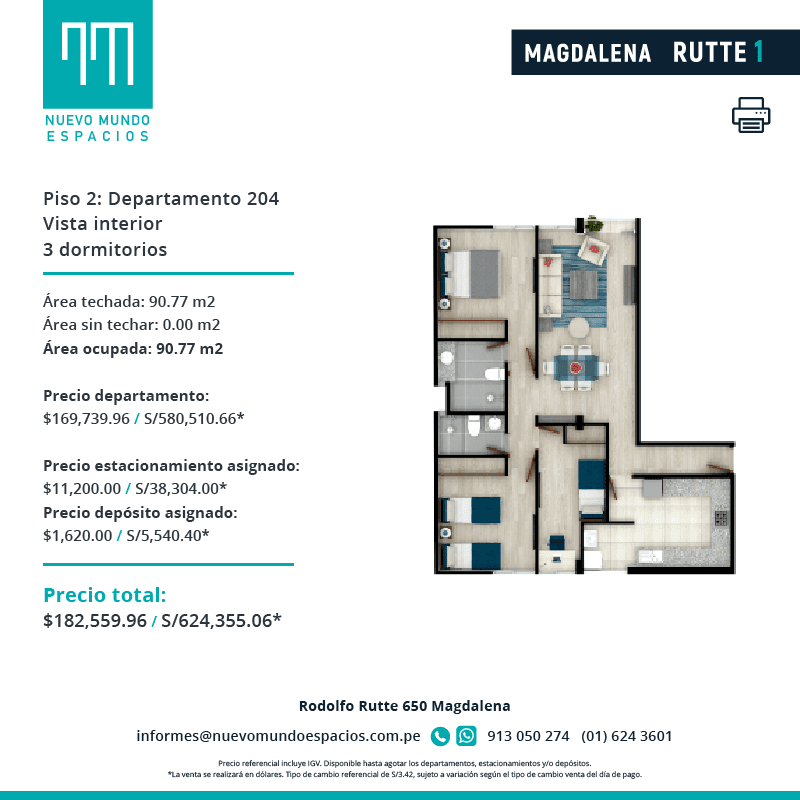 NUEVO MUNDO
ESPACIOS
MAGDALENA RUTTE 1
Piso 2: Departamento 204
Vista interior
3 dormitorios
Área techada: 90.77 m2
Área sin techar: 0.00 m2
Área ocupada: 90.77 m2
Precio departamento:
$169,739.96 / S/580,510.66*
Precio estacionamiento asignado:
$11,200.00 / S/38,304.00*
Precio depósito asignado:
$1,620.00 / S/5,540.40*
Precio total:
$182,559.96 / S/624,355.06*
Rodolfo Rutte 650 Magdalena
informes@nuevomundoespacios.com.pe 913 050 274 (01) 624 3601
Precio referencial incluye IGV. Disponible hasta agotar los departamentos, estacionamientos y/o depósitos.
*La venta se realizará en dólares. Tipo de cambio referencial de S/3.42, sujeto a variación según el tipo de cambio venta del día de pago.